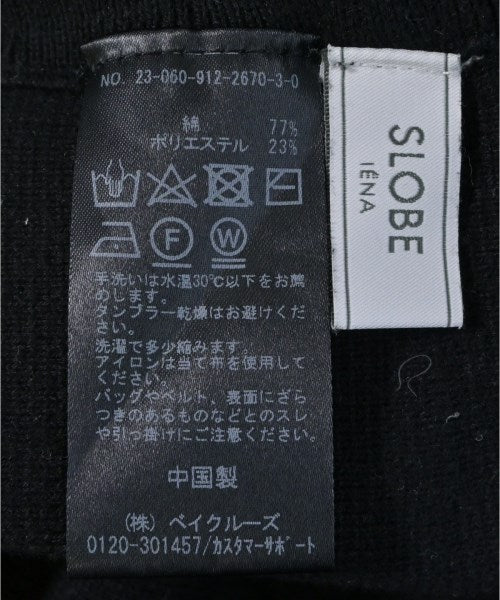 NO. 23-060-912-2670-3-0
綿 77%
ポリエステル 23%
F
W
手洗いは水温30℃以下をお薦
めします。
タンブラー乾燥はお避けくだ
さい。
洗濯で多少縮みます。
アイロンは当て布を使用して
ください。
バッグやベルト、表面にざら
つきのあるものなどとのスレ
や引っ掛けにご注意ください。
中国製
(株) ベイクルーズ
0120-301457/ｶｽﾀﾏｰｻﾎﾟｰﾄ
SLOBE
IÉNA